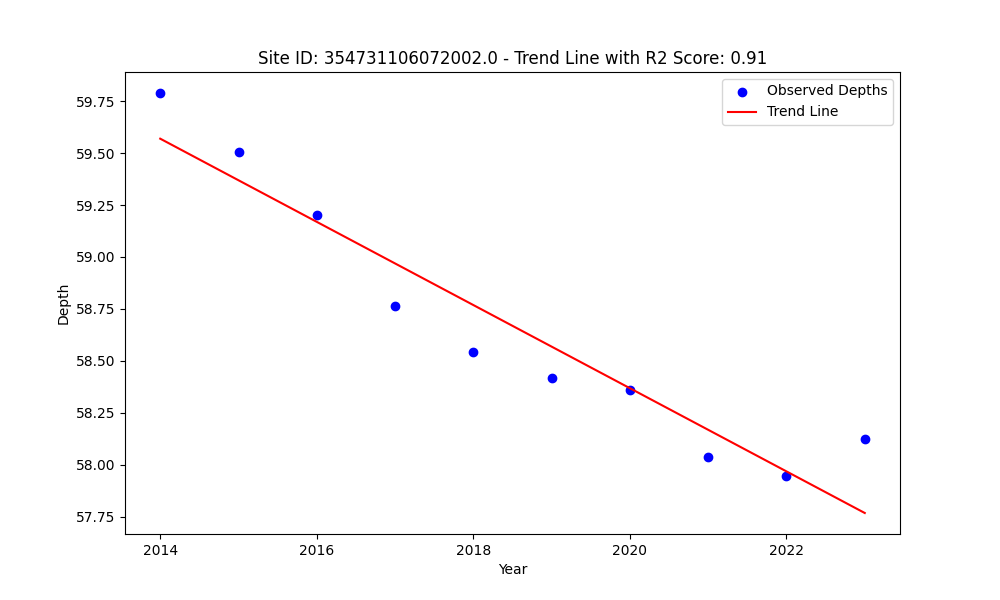 Site ID: 354731106072002.0 - Trend Line with R2 Score: 0.91
Observed Depths
Trend Line
59.75
59.50
59.25
59.00
58.75
58.50
58.25
58.00
57.75
Depth
2014
2016
2018
2020
2022
Year